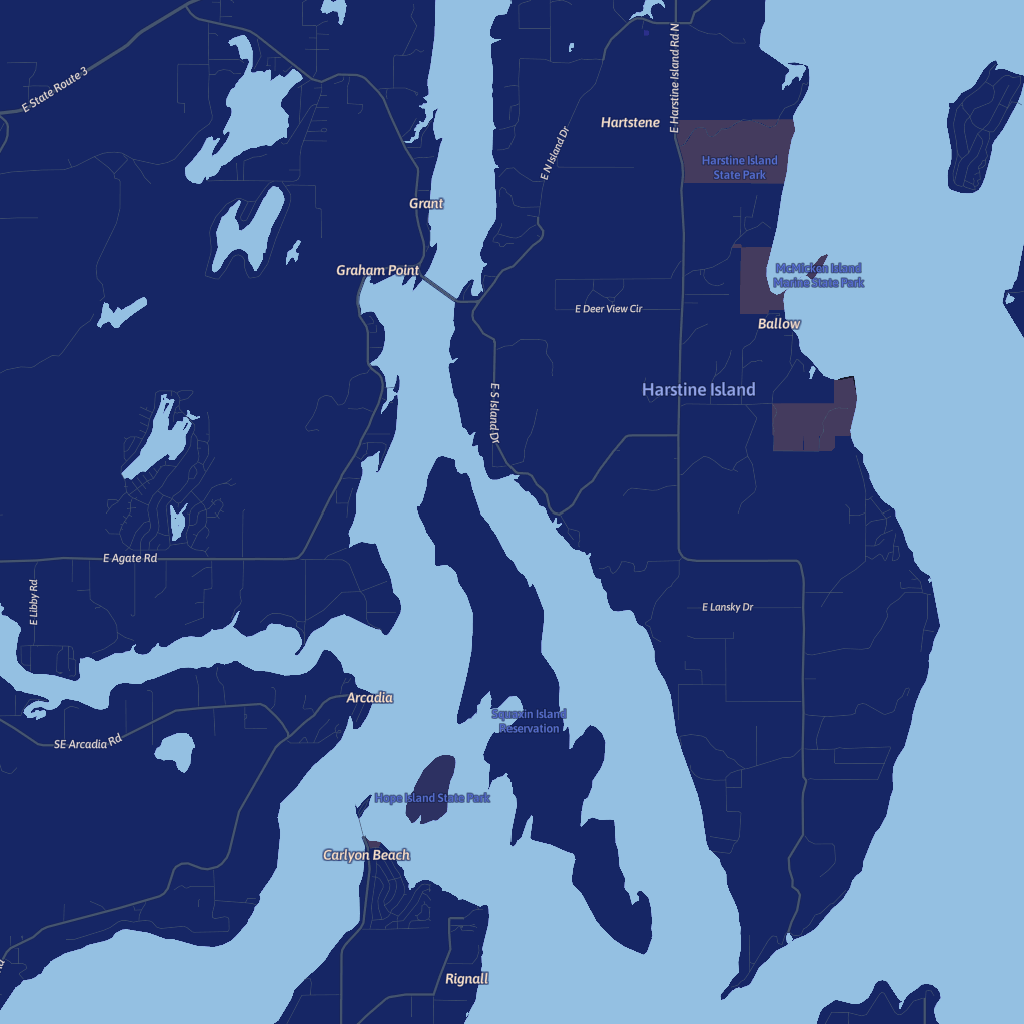 E State Route 3
E Harstine Island Rd N
Hartstene
E N Island Dr
Harstine Island
State Park
Grant
Graham Point
McMicken Island
Marine State Park
E Deer View Cir
Ballow
Harstine Island
E S Island Dr
E Agate Rd
E Libby Rd
E Lansky Dr
Arcadia
Squaxin Island
Reservation
SE Arcadia Rd
Hope Island State Park
Carlyon Beach
Rignall